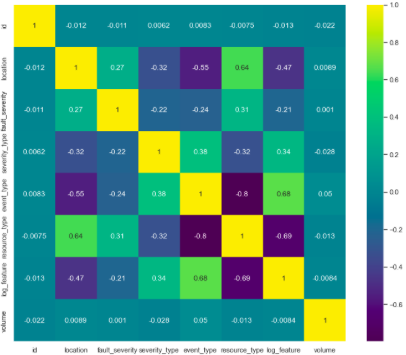 id 1 -0.012 -0.011 0.0062 0.0083 -0.0075 -0.013 -0.022
location -0.012 1 0.27 -0.32 -0.55 0.64 -0.47 0.0089
fault_severity -0.011 0.27 1 -0.22 -0.24 0.31 -0.21 0.001
severity_type 0.0062 -0.32 -0.22 1 0.38 -0.32 0.34 -0.028
event_type 0.0083 -0.55 -0.24 0.38 1 -0.8 0.68 0.05
resource_type -0.0075 0.64 0.31 -0.32 -0.8 1 -0.69 -0.013
log_feature -0.013 -0.47 -0.21 0.34 0.68 -0.69 1 -0.0084
volume -0.022 0.0089 0.001 -0.028 0.05 -0.013 -0.0084 1
id location fault_severity severity_type event_type resource_type log_feature volume
1.0
0.8
0.6
0.4
0.2
0.0
-0.2
-0.4
-0.6